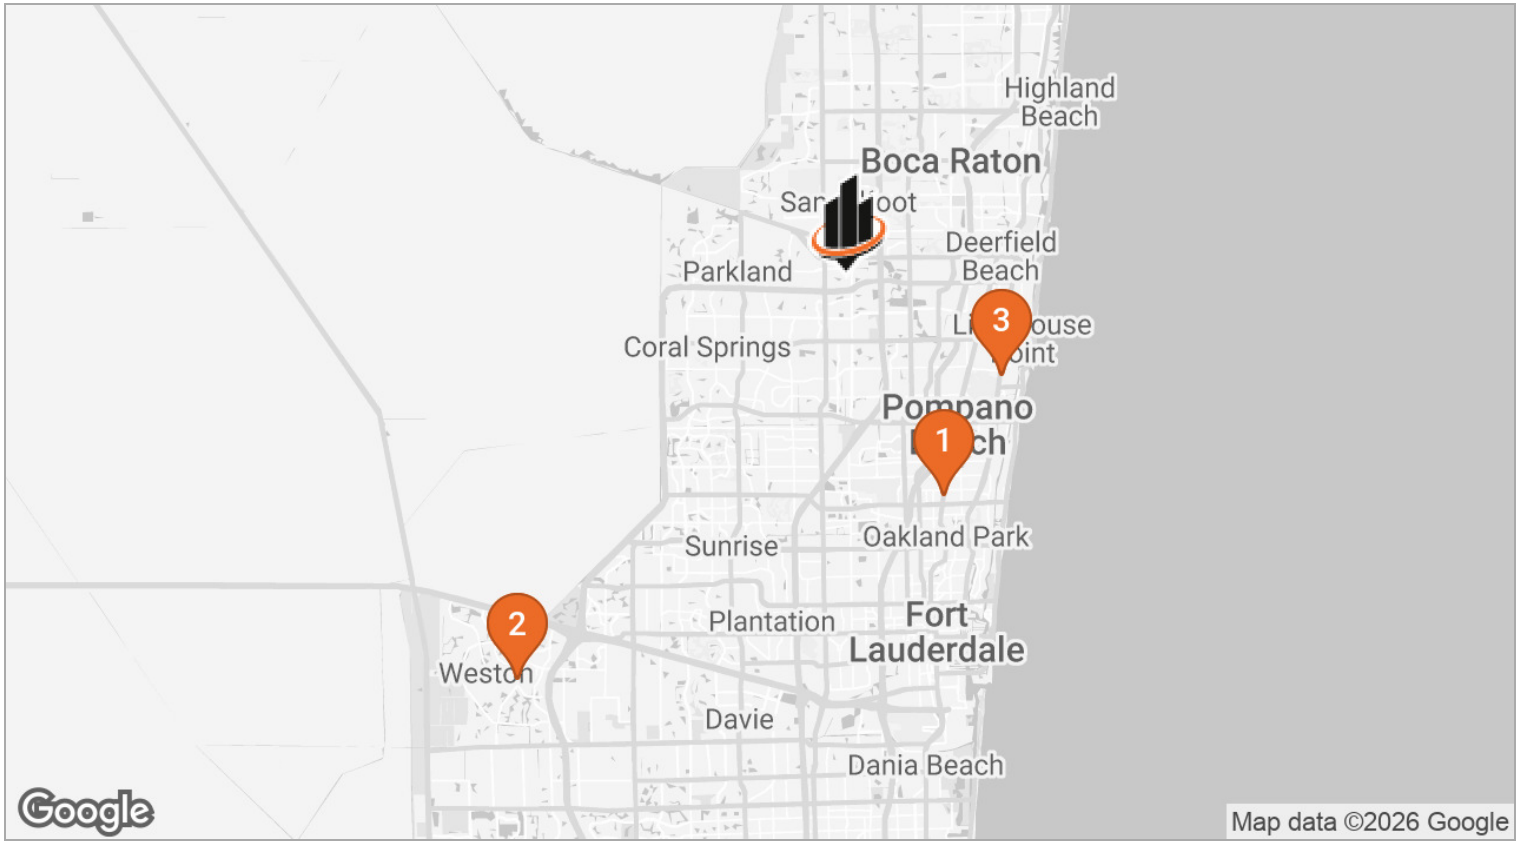 Highland
Beach
Boca Raton
Deerfield
Beach
Parkland
3
Coral Springs
Pompano
1
Oakland Park
Sunrise
2
Plantation
Fort
Lauderdale
Weston
Davie
Dania Beach
Google
Map data ©2026 Google